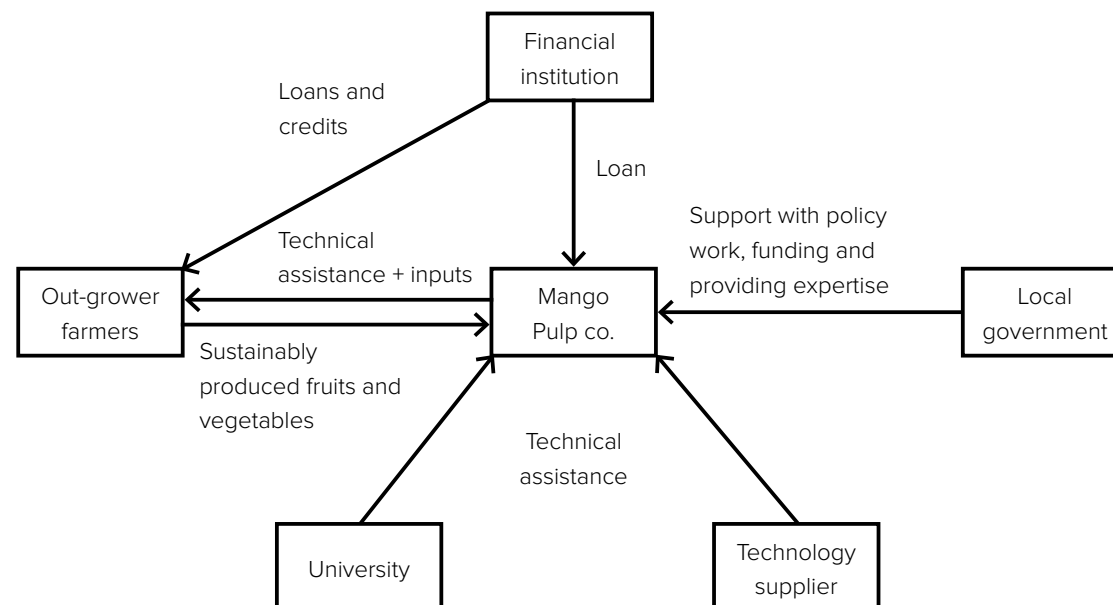 Financial
institution
Loans and
credits
Loan
Support with policy
work, funding and
providing expertise
Technical
assistance + inputs
Out-grower
farmers
Mango
Pulp co.
Local
government
Sustainably
produced fruits and
vegetables
Technical
assistance
University
Technology
supplier